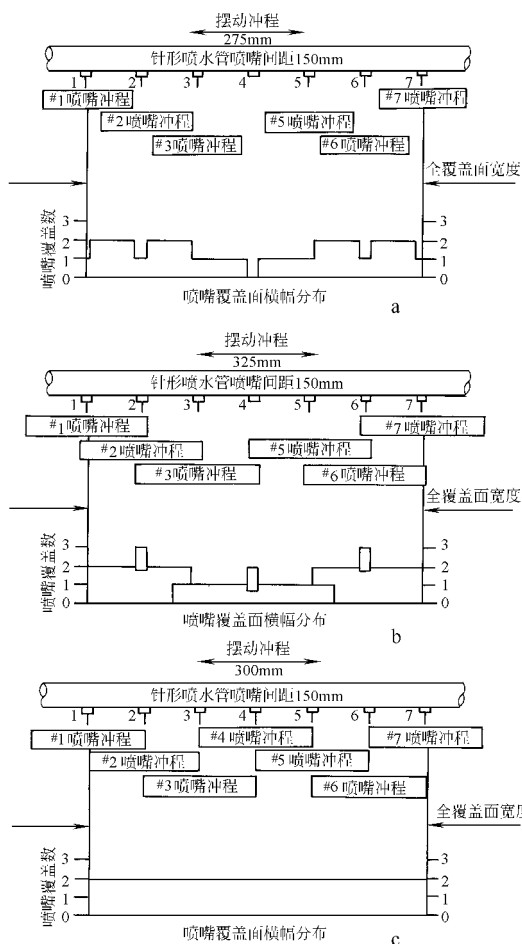 摆动冲程
275mm
针形喷水管喷嘴间距150mm
1 2 3 4 5 6 7
#1喷嘴冲程 #7喷嘴冲程
#2喷嘴冲程 #5喷嘴冲程
#3喷嘴冲程 #6喷嘴冲程
全覆盖面宽度
喷嘴覆盖数
3 3
2 2
1 1
0 0
喷嘴覆盖面横幅分布
a
摆动冲程
325mm
针形喷水管喷嘴间距150mm
1 2 3 4 5 6 7
#1喷嘴冲程 #7喷嘴冲程
#2喷嘴冲程 #5喷嘴冲程
#3喷嘴冲程 #6喷嘴冲程
全覆盖面宽度
喷嘴覆盖数
3 3
2 2
1 1
0 0
喷嘴覆盖面横幅分布
b
摆动冲程
300mm
针形喷水管喷嘴间距150mm
1 2 3 4 5 6 7
#1喷嘴冲程 #4喷嘴冲程 #7喷嘴冲程
#2喷嘴冲程 #5喷嘴冲程
#3喷嘴冲程 #6喷嘴冲程
全覆盖面宽度
喷嘴覆盖数
3 3
2 2
1 1
0 0
喷嘴覆盖面横幅分布
c